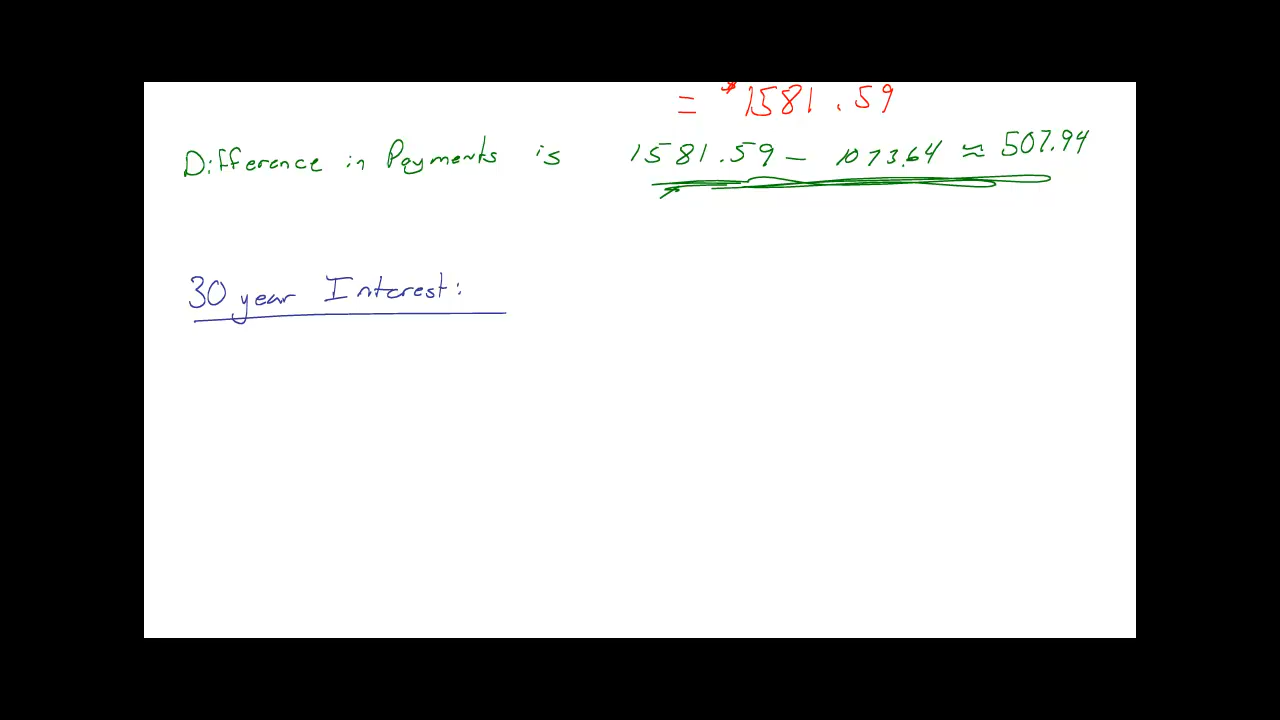 = $1581.59
Difference in Payments is 1581.59 – 1073.64 ≈ 507.94
30 year Interest: